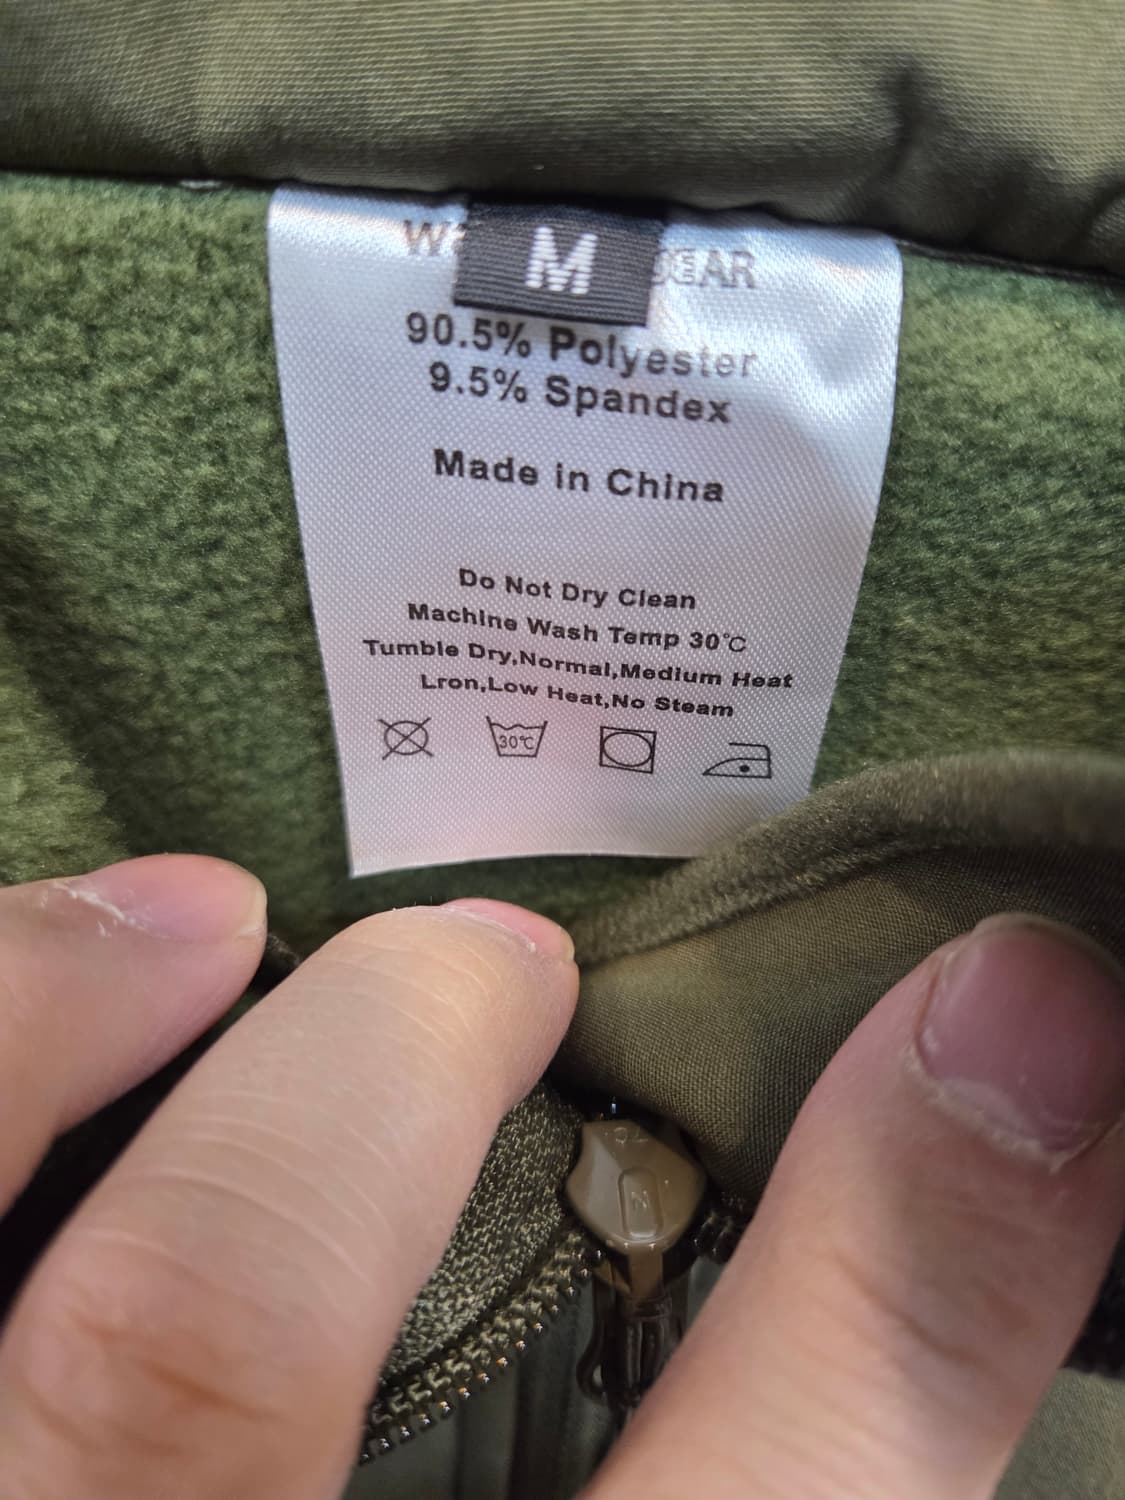 M
90.5% Polyester
9.5% Spandex
Made in China
Do Not Dry Clean
Machine Wash Temp 30℃
Tumble Dry,Normal,Medium Heat
Lron,Low Heat,No Steam
30℃